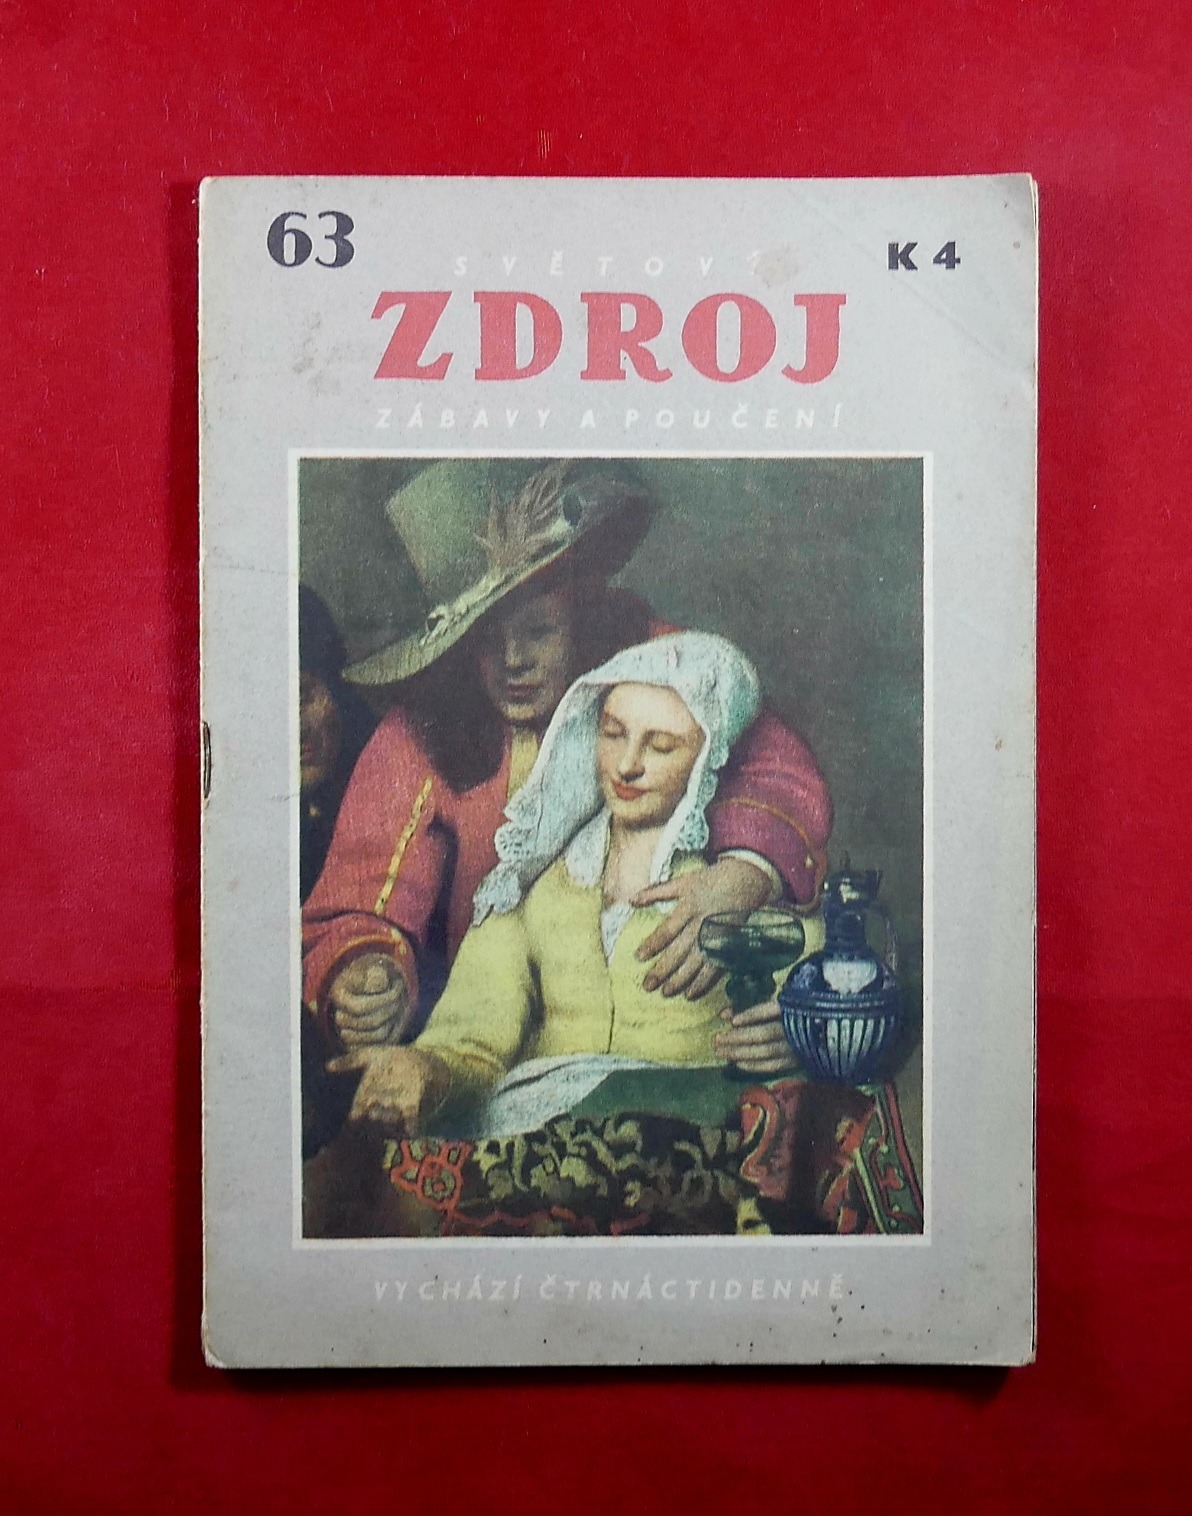 63
K 4
SVĚTOVÝ
ZDROJ
ZÁBAVY A POUČENÍ
VYCHÁZÍ ČTRNÁCTIDENNĚ